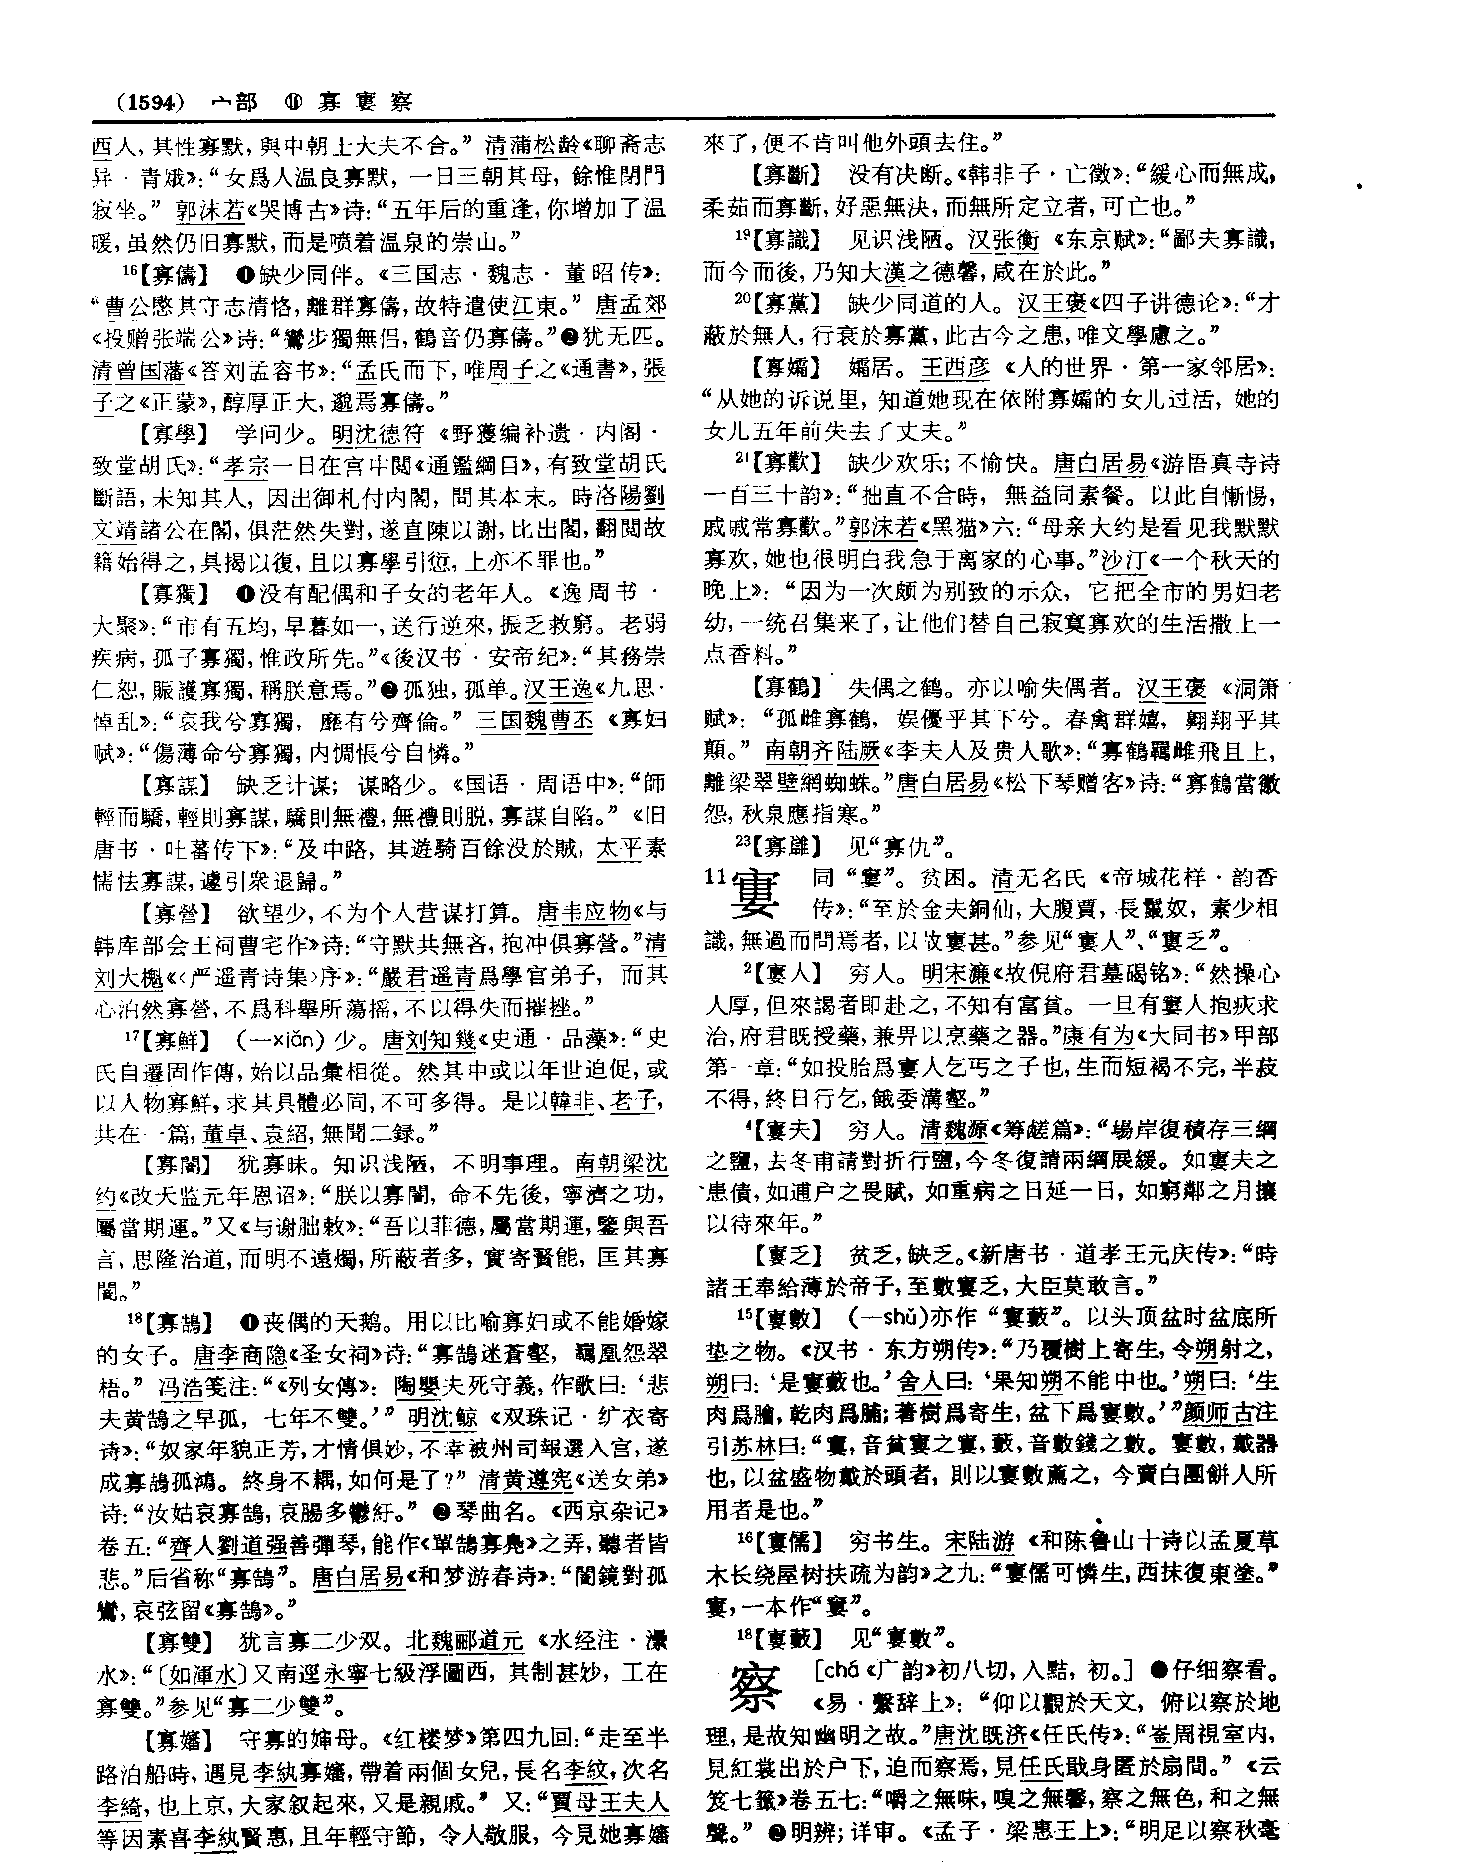 (1594) 宀部 ⑪ 寡寠察
西人，其性寡默，與中朝士大夫不合。”清蒲松龄《聊斋志
异·青娥》：“女爲人温良寡默，一日三朝其母，餘惟閉門
寂坐。”郭沫若《哭博古》诗：“五年后的重逢，你增加了温
暖，虽然仍旧寡默，而是喷着温泉的崇山。”
16【寡儔】 ❶缺少同伴。《三国志·魏志·董昭传》：
“曹公愍其守志清恪，離群寡儔，故特遣使江東。”唐孟郊
《投赠张端公》诗：“鸞步獨無侣，鶴音仍寡儔。”❷犹无匹。
清曾国藩《答刘孟容书》：“孟氏而下，唯周子之《通書》，張
子之《正蒙》，醇厚正大，邈焉寡儔。”
【寡學】 学问少。明沈德符《野獲编补遗·内阁·
致堂胡氏》：“孝宗一日在宫中閲《通鑑綱目》，有致堂胡氏
斷語，未知其人，因出御札付内閣，問其本末。時洛陽劉
文靖諸公在閣，俱茫然失對，遂直陳以謝，比出閣，翻閲故
籍始得之，具揭以復，且以寡學引愆，上亦不罪也。”
【寡獨】 ❶没有配偶和子女的老年人。《逸周书·
大聚》：“市有五均，早暮如一，送行逆來，振乏救窮。老弱
疾病，孤子寡獨，惟政所先。”《後汉书·安帝纪》：“其務崇
仁恕，賑護寡獨，稱朕意焉。”❷孤独，孤单。汉王逸《九思·
悼乱》：“哀我兮寡獨，靡有兮齊倫。”三国魏曹丕《寡妇
赋》：“傷薄命兮寡獨，内惆悵兮自憐。”
【寡謀】 缺乏计谋；谋略少。《国语·周语中》：“師
輕而驕，輕則寡謀，驕則無禮，無禮則脱，寡謀自陷。”《旧
唐书·吐蕃传下》：“及中路，其遊騎百餘没於賊，太平素
懦怯寡謀，遽引衆退歸。”
【寡營】 欲望少，不为个人营谋打算。唐韦应物《与
韩库部会王祠曹宅作》诗：“守默共無吝，抱冲俱寡營。”清
刘大櫆《〈严遥青诗集〉序》：“嚴君遥青爲學官弟子，而其
心泊然寡營，不爲科舉所蕩摇，不以得失而摧挫。”
17【寡鮮】 （—xiǎn）少。唐刘知幾《史通·品藻》：“史
氏自遷固作傳，始以品彙相從。然其中或以年世迫促，或
以人物寡鮮，求其具體必同，不可多得。是以韓非、老子，
共在一篇，董卓、袁紹，無聞二録。”
【寡闇】 犹寡昧。知识浅陋，不明事理。南朝梁沈
约《改天监元年恩诏》：“朕以寡闇，命不先後，寧濟之功，
屬當期運。”又《与谢朏敕》：“吾以菲德，屬當期運，鑒與吾
言，思隆治道，而明不遠燭，所蔽者多，實寄賢能，匡其寡
闇。”
18【寡鵠】 ❶丧偶的天鹅。用以比喻寡妇或不能婚嫁
的女子。唐李商隐《圣女祠》诗：“寡鵠迷蒼壑，羈凰怨翠
梧。”冯浩笺注：“《列女傳》：陶嬰夫死守義，作歌曰：‘悲
夫黄鵠之早孤，七年不雙。’”明沈鲸《双珠记·纩衣寄
诗》：“奴家年貌正芳，才情俱妙，不幸被州司報選入宫，遂
成寡鵠孤鴻。終身不耦，如何是了？”清黄遵宪《送女弟》
诗：“汝姑哀寡鵠，哀腸多鬱紆。”❷琴曲名。《西京杂记》
卷五：“齊人劉道强善彈琴，能作《單鵠寡鳧》之弄，聽者皆
悲。”后省称“寡鵠”。唐白居易《和梦游春诗》：“闇鏡對孤
鸞，哀弦留《寡鵠》。”
【寡雙】 犹言寡二少双。北魏郦道元《水经注·㶟
水》：“〔如渾水〕又南逕永寧七級浮圖西，其制甚妙，工在
寡雙。”参见“寡二少雙”。
【寡嬸】 守寡的婶母。《红楼梦》第四九回：“走至半
路泊船時，遇見李紈寡嬸，帶着兩個女兒，長名李紋，次名
李綺，也上京，大家叙起來，又是親戚。”又：“賈母王夫人
等因素喜李紈賢惠，且年輕守節，令人敬服，今見她寡嬸
來了，便不肯叫他外頭去住。”
【寡斷】 没有决断。《韩非子·亡徵》：“緩心而無成，
柔茹而寡斷，好惡無決，而無所定立者，可亡也。”
19【寡識】 见识浅陋。汉张衡《东京赋》：“鄙夫寡識，
而今而後，乃知大漢之德馨，咸在於此。”
20【寡黨】 缺少同道的人。汉王褒《四子讲德论》：“才
蔽於無人，行衰於寡黨，此古今之患，唯文學慮之。”
【寡孀】 孀居。王西彦《人的世界·第一家邻居》：
“从她的诉说里，知道她现在依附寡孀的女儿过活，她的
女儿五年前失去了丈夫。”
21【寡歡】 缺少欢乐；不愉快。唐白居易《游悟真寺诗
一百三十韵》：“拙直不合時，無益同素餐。以此自慚惕，
戚戚常寡歡。”郭沫若《黑猫》六：“母亲大约是看见我默默
寡欢，她也很明白我急于离家的心事。”沙汀《一个秋天的
晚上》：“因为一次颇为别致的示众，它把全市的男妇老
幼，一统召集来了，让他们替自己寂寞寡欢的生活撒上一
点香料。”
【寡鶴】 失偶之鹤。亦以喻失偶者。汉王褒《洞箫
赋》：“孤雌寡鶴，娱優乎其下兮。春禽群嬉，翱翔乎其
顛。”南朝齐陆厥《李夫人及贵人歌》：“寡鶴羈雌飛且上，
離梁翠壁網蜘蛛。”唐白居易《松下琴赠客》诗：“寡鶴當徽
怨，秋泉應指寒。”
23【寡讎】 见“寡仇”。
11寠 同“窶”。贫困。清无名氏《帝城花样·韵香
传》：“至於金夫銅仙，大腹賈，長鬣奴，素少相
識，無過而問焉者，以故寠甚。”参见“寠人”、“寠乏”。
2【寠人】 穷人。明宋濂《故倪府君墓碣铭》：“然操心
人厚，但來謁者即赴之，不知有富貧。一旦有寠人抱疢求
治，府君既授藥，兼畀以烹藥之器。”康有为《大同书》甲部
第一章：“如投胎爲寠人乞丐之子也，生而短褐不完，半菽
不得，終日行乞，餓委溝壑。”
4【寠夫】 穷人。清魏源《筹鹾篇》：“場岸復積存三綱
之鹽，去冬甫請對折行鹽，今冬復請兩綱展緩。如寠夫之
患債，如逋户之畏賦，如重病之日延一日，如窮鄰之月攘
以待來年。”
【寠乏】 贫乏，缺乏。《新唐书·道孝王元庆传》：“時
諸王奉給薄於帝子，至數寠乏，大臣莫敢言。”
15【寠數】 （—shǔ）亦作“寠藪”。以头顶盆时盆底所
垫之物。《汉书·东方朔传》：“乃覆樹上寄生，令朔射之，
朔曰：‘是寠藪也。’舍人曰：‘果知朔不能中也。’朔曰：‘生
肉爲膾，乾肉爲脯；著樹爲寄生，盆下爲寠數。’”颜师古注
引苏林曰：“寠，音貧寠之寠，藪，音數錢之數。寠數，戴器
也，以盆盛物戴於頭者，則以寠數薦之，今賣白團餅人所
用者是也。”
16【寠儒】 穷书生。宋陆游《和陈鲁山十诗以孟夏草
木长绕屋树扶疏为韵》之九：“寠儒可憐生，西抹復東塗。”
寠，一本作“窶”。
18【寠藪】 见“寠數”。
察 [chá《广韵》初八切，入黠，初。] ❶仔细察看。
《易·繫辞上》：“仰以觀於天文，俯以察於地
理，是故知幽明之故。”唐沈既济《任氏传》：“崟周視室内，
見紅裳出於户下，迫而察焉，見任氏戢身匿於扇間。”《云
笈七籖》卷五七：“嚼之無味，嗅之無馨，察之無色，和之無
聲。”❷明辨；详审。《孟子·梁惠王上》：“明足以察秋毫